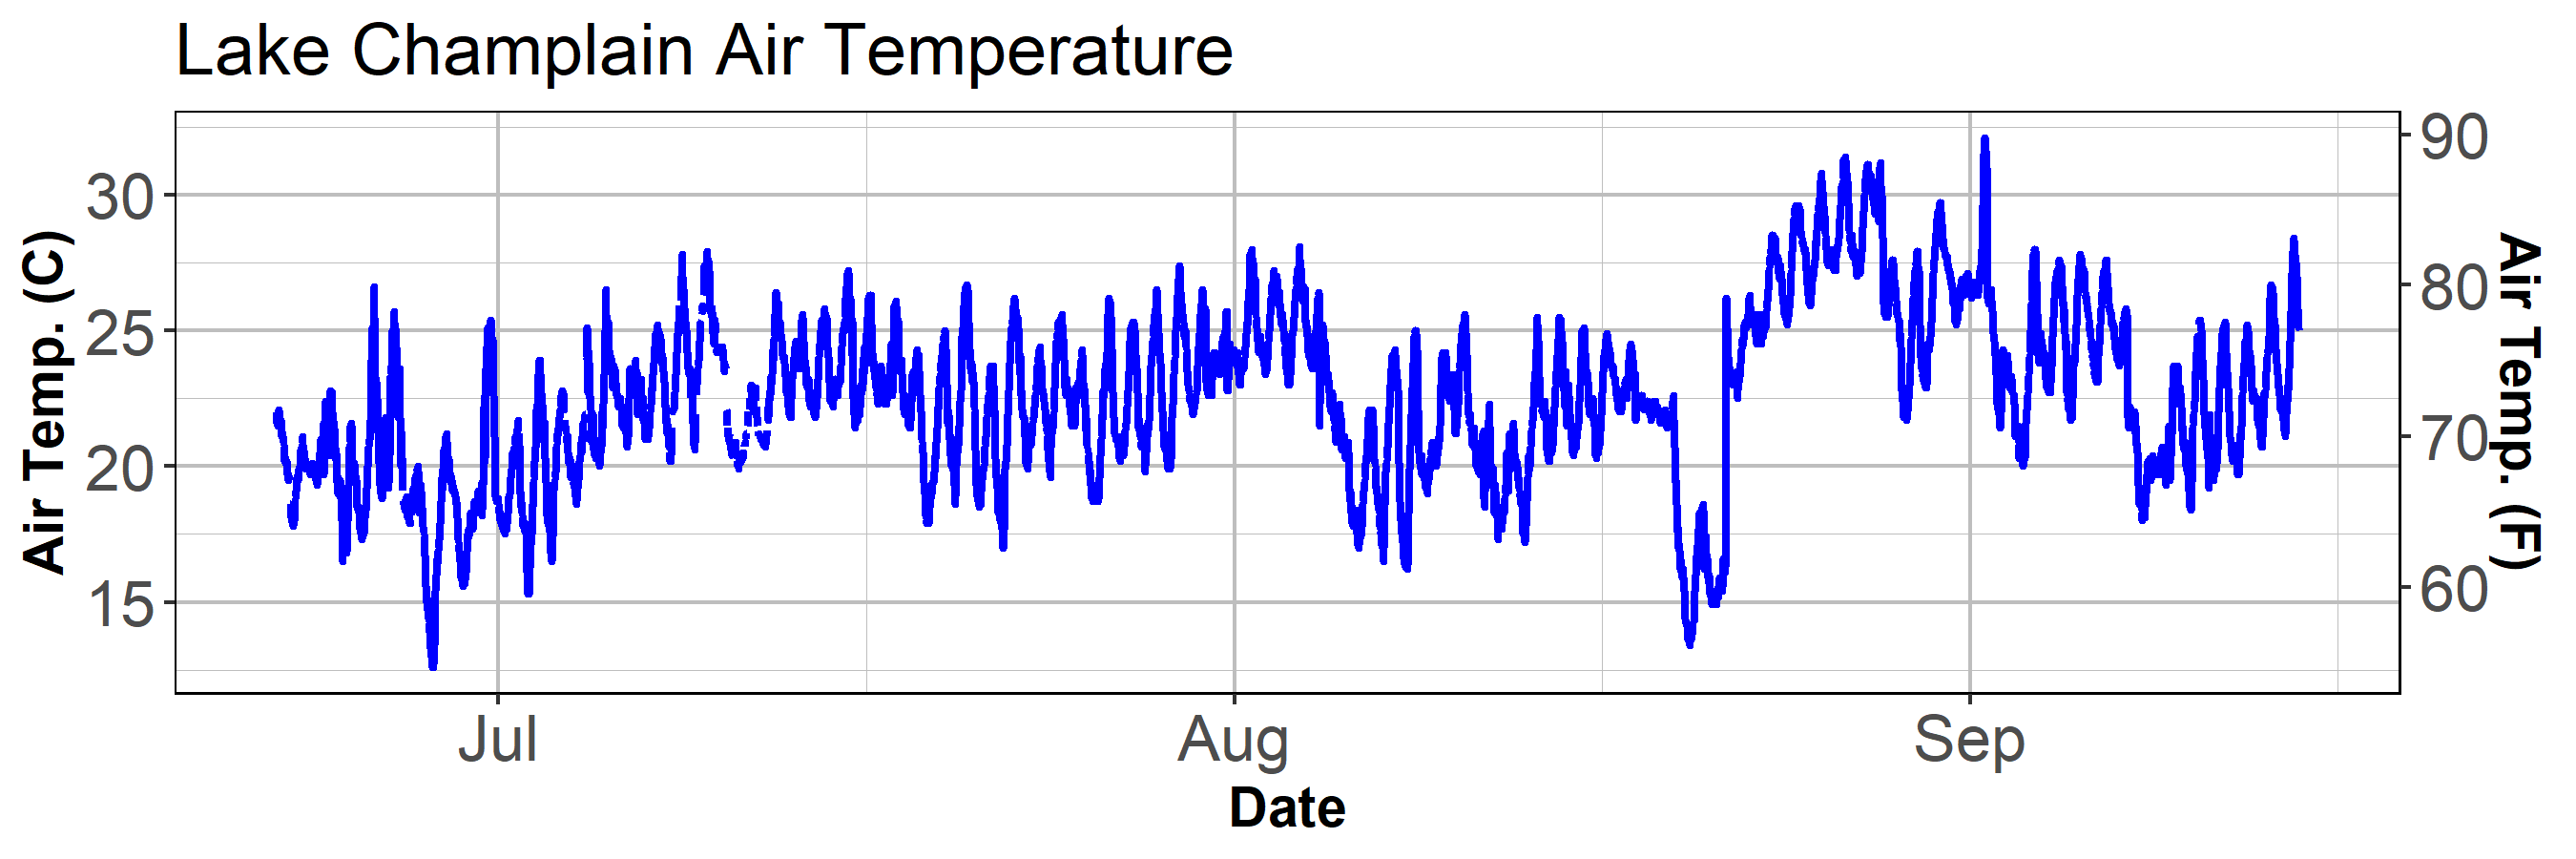 Lake Champlain Air Temperature
Air Temp. (C)
30
25
20
15
90
80
70
60
Air Temp. (F)
Jul
Aug
Sep
Date